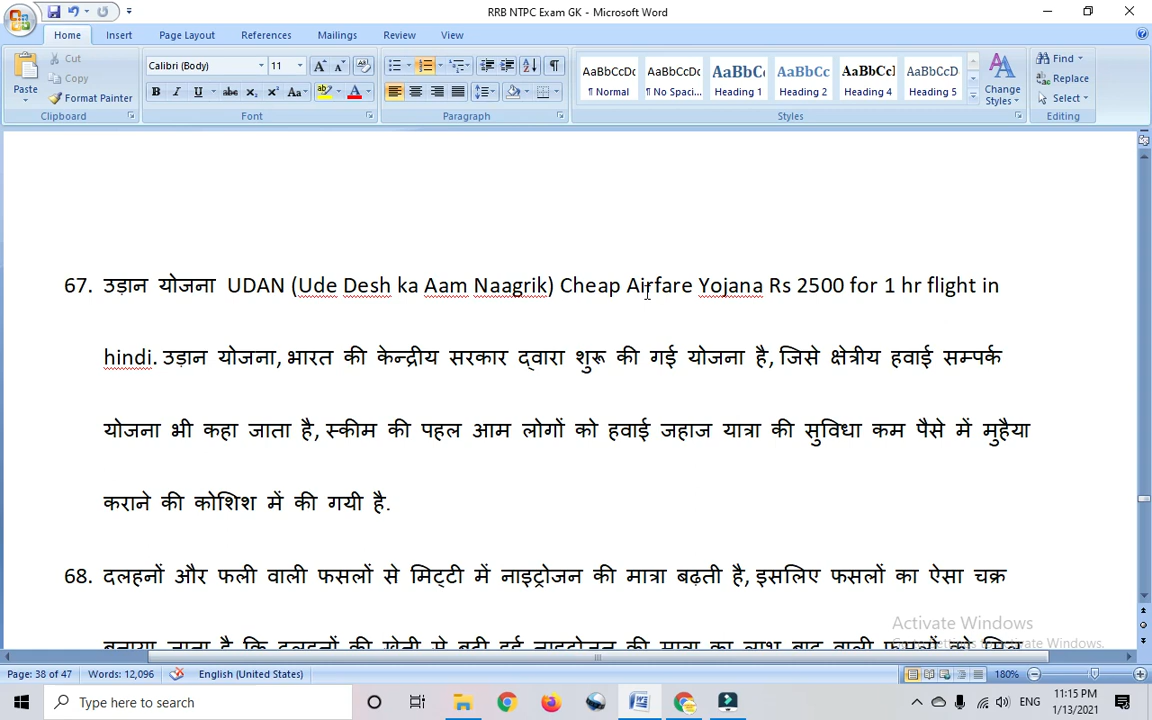 RRB NTPC Exam GK - Microsoft Word
Home Insert Page Layout References Mailings Review View
Cut
Copy
Format Painter
Paste
Calibri (Body) 11
AaBbCcDc AaBbCcDc AaBbC AaBbCc AaBbCcI AaBbCcD
¶ Normal ¶ No Spaci... Heading 1 Heading 2 Heading 4 Heading 5
Change Styles
Find
Replace
Select
Clipboard Font Paragraph Styles Editing
67. उड़ान योजना UDAN (Ude Desh ka Aam Naagrik) Cheap Airfare Yojana Rs 2500 for 1 hr flight in
hindi. उड़ान योजना, भारत की केन्द्रीय सरकार द्वारा शुरू की गई योजना है, जिसे क्षेत्रीय हवाई सम्पर्क
योजना भी कहा जाता है, स्कीम की पहल आम लोगों को हवाई जहाज यात्रा की सुविधा कम पैसे में मुहैया
कराने की कोशिश में की गयी है.
68. दलहनों और फली वाली फसलों से मिट्टी में नाइट्रोजन की मात्रा बढ़ती है, इसलिए फसलों का ऐसा चक्र
Activate Windows
Page: 38 of 47 Words: 12,096 English (United States) 180%
Type here to search
ENG
11:15 PM
1/13/2021